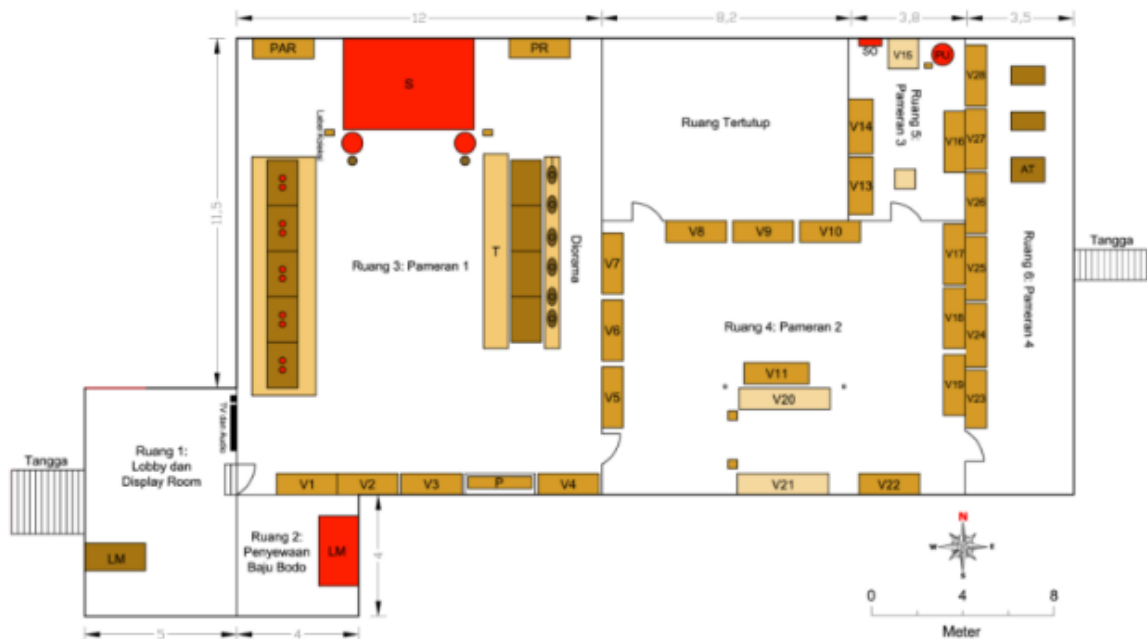 12
8,2
3,8
3,5
PAR
PR
S
SO
V15
PU
V28
Label Koleksi
Ruang Tertutup
V14
V13
Ruang 5:
Pameran 3
V16
V27
AT
V26
11,5
Ruang 3: Pameran 1
T
Diorama
V8
V9
V10
V7
V6
V5
Ruang 4: Pameran 2
V17
V18
V19
V25
V24
V23
Ruang 6: Pameran 4
Tangga
V11
V20
TV dan Audio
Tangga
Ruang 1:
Lobby dan
Display Room
V1
V2
V3
P
V4
V21
V22
Ruang 2:
Penyewaan
Baju Bodo
LM
LM
4
5
4
N
W
E
S
0
4
8
Meter